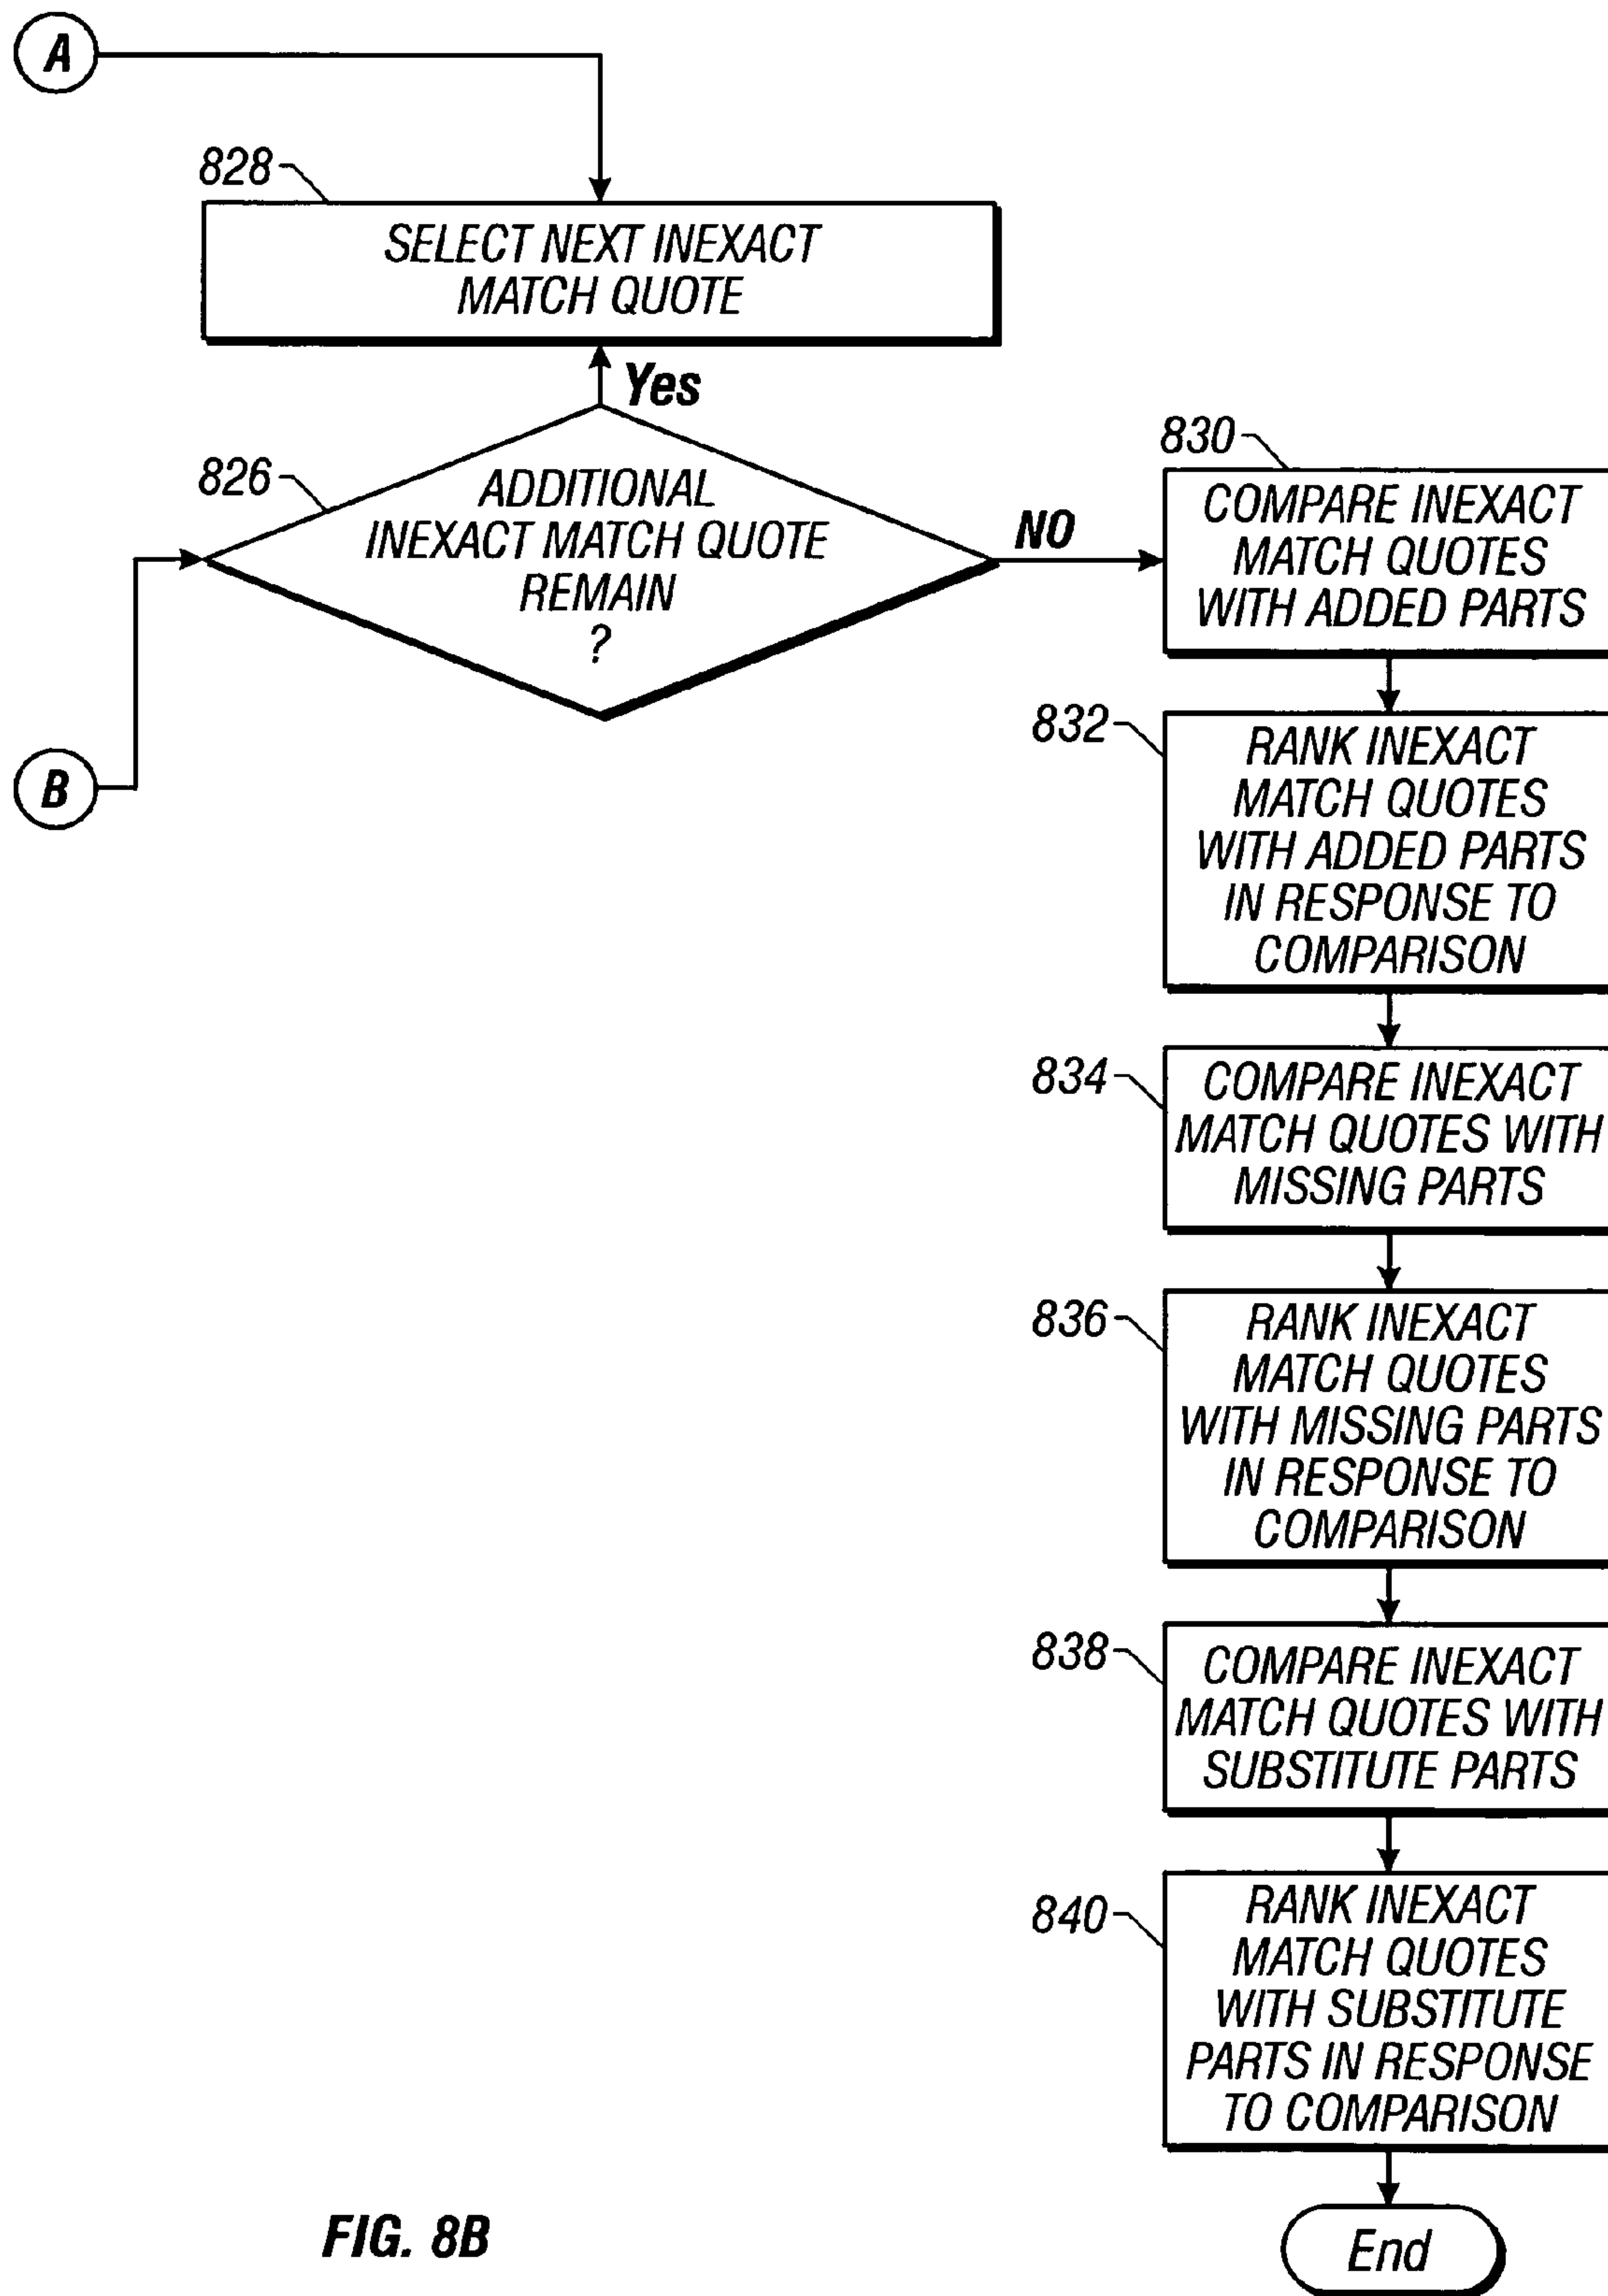 A
828
SELECT NEXT INEXACT
MATCH QUOTE
Yes
826
ADDITIONAL
INEXACT MATCH QUOTE
REMAIN
?
NO
B
830
COMPARE INEXACT
MATCH QUOTES
WITH ADDED PARTS
832
RANK INEXACT
MATCH QUOTES
WITH ADDED PARTS
IN RESPONSE TO
COMPARISON
834
COMPARE INEXACT
MATCH QUOTES WITH
MISSING PARTS
836
RANK INEXACT
MATCH QUOTES
WITH MISSING PARTS
IN RESPONSE TO
COMPARISON
838
COMPARE INEXACT
MATCH QUOTES WITH
SUBSTITUTE PARTS
840
RANK INEXACT
MATCH QUOTES
WITH SUBSTITUTE
PARTS IN RESPONSE
TO COMPARISON
End
FIG. 8B